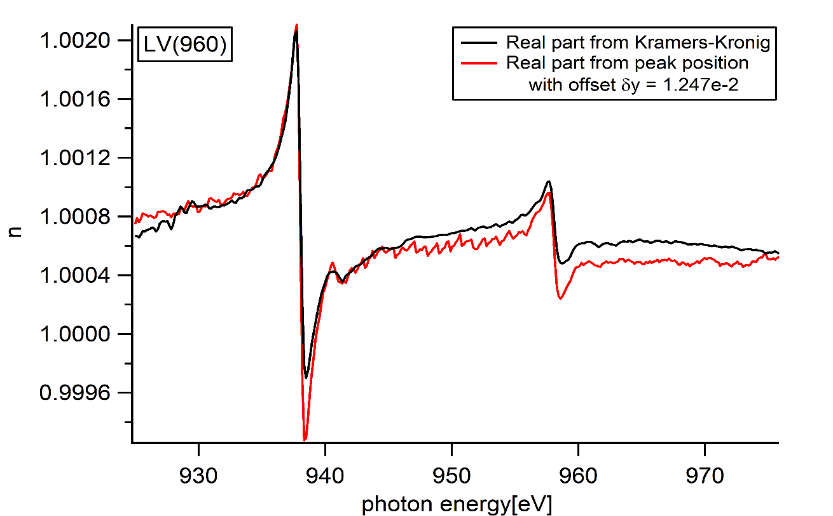 LV(960)
Real part from Kramers-Kronig
Real part from peak position
with offset δy = 1.247e-2
1.0020
1.0016
1.0012
1.0008
1.0004
1.0000
0.9996
n
930 940 950 960 970
photon energy[eV]